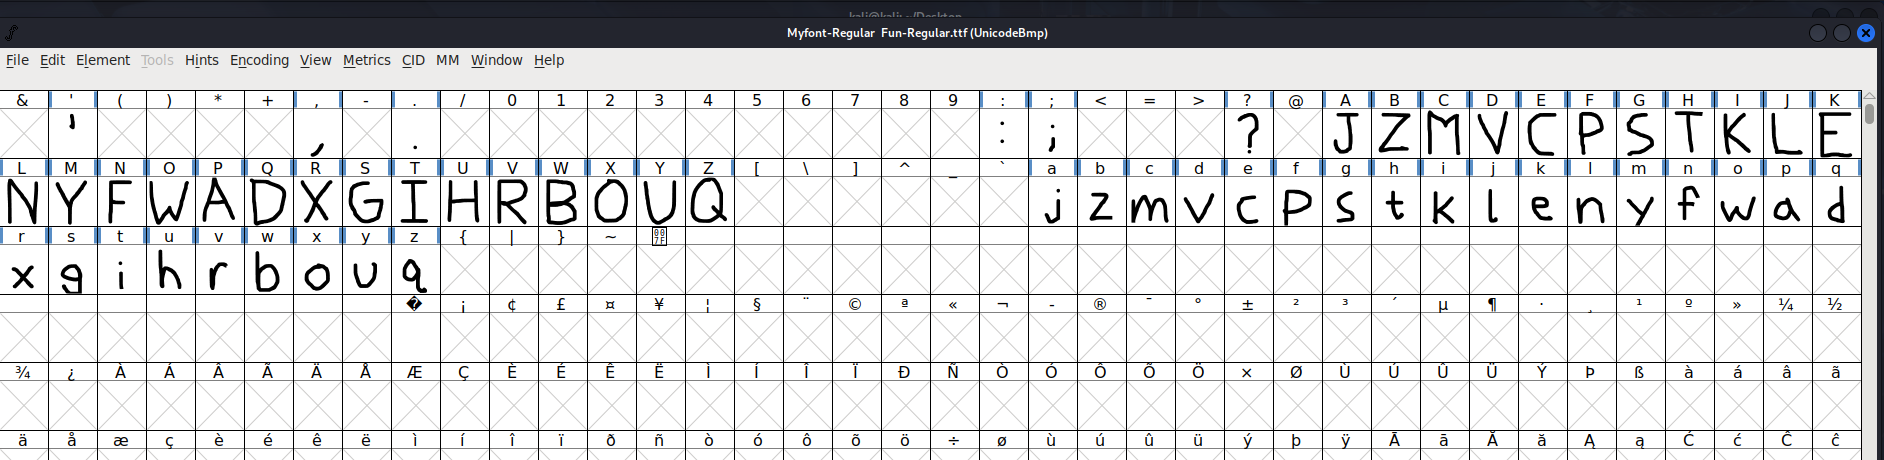 kali@kali:~/Desktop
Myfont-Regular Fun-Regular.ttf (UnicodeBmp)
File Edit Element Tools Hints Encoding View Metrics CID MM Window Help
& ' ( ) * + , - . / 0 1 2 3 4 5 6 7 8 9 : ; < = > ? @ A B C D E F G H I J K
' , . : ; ? J Z M V C P S T K L E
L M N O P Q R S T U V W X Y Z [ \ ] ^ _ ` a b c d e f g h i j k l m n o p q
N Y F W A D X G I H R B O U Q j z m v c p s t k l e n y f w a d
r s t u v w x y z { | } ~ 007F
x g i h r b o u q
� ¡ ¢ £ ¤ ¥ ¦ § ¨ © ª « ¬ - ® ¯ ° ± ² ³ ´ µ ¶ · ¸ ¹ º » ¼ ½
¾ ¿ À Á Â Ã Ä Å Æ Ç È É Ê Ë Ì Í Î Ï Ð Ñ Ò Ó Ô Õ Ö × Ø Ù Ú Û Ü Ý Þ ß à á â ã
ä å æ ç è é ê ë ì í î ï ð ñ ò ó ô õ ö ÷ ø ù ú û ü ý þ ÿ Ā ā Ă ă Ą ą Ć ć Ĉ ĉ